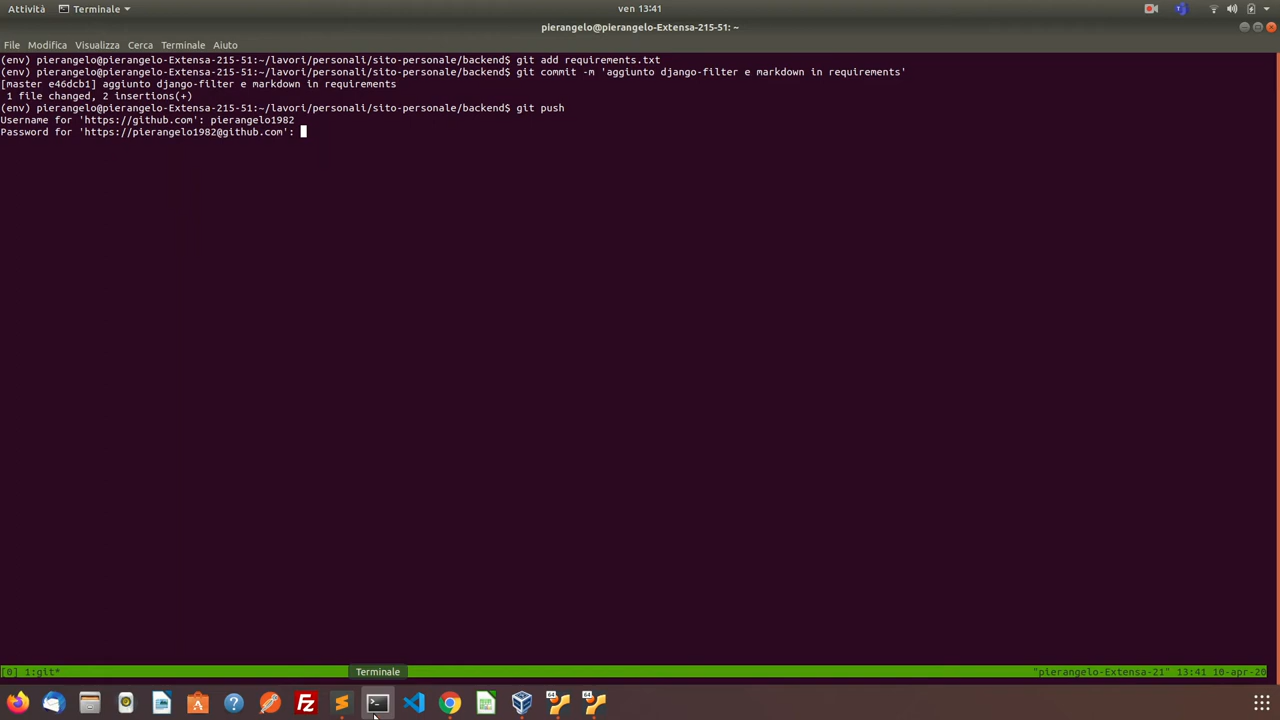 Attività
Terminale
ven 13:41
pierangelo@pierangelo-Extensa-215-51: ~
File Modifica Visualizza Cerca Terminale Aiuto
(env) pierangelo@pierangelo-Extensa-215-51:~/lavori/personali/sito-personale/backend$ git add requirements.txt
(env) pierangelo@pierangelo-Extensa-215-51:~/lavori/personali/sito-personale/backend$ git commit -m 'aggiunto django-filter e markdown in requirements'
[master e46dcb1] aggiunto django-filter e markdown in requirements
1 file changed, 2 insertions(+)
(env) pierangelo@pierangelo-Extensa-215-51:~/lavori/personali/sito-personale/backend$ git push
Username for 'https://github.com': pierangelo1982
Password for 'https://pierangelo1982@github.com':
[0] 1:git*
Terminale
"pierangelo-Extensa-21" 13:41 10-apr-20